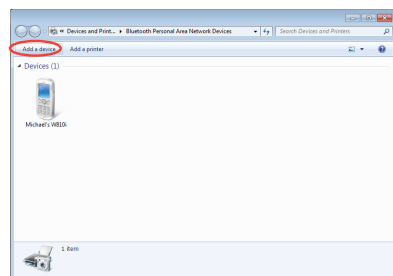 « Devices and Print... ▸ Bluetooth Personal Area Network Devices
Search Devices and Printers
Add a device
Add a printer
Devices (1)
Michael's W810i
1 item